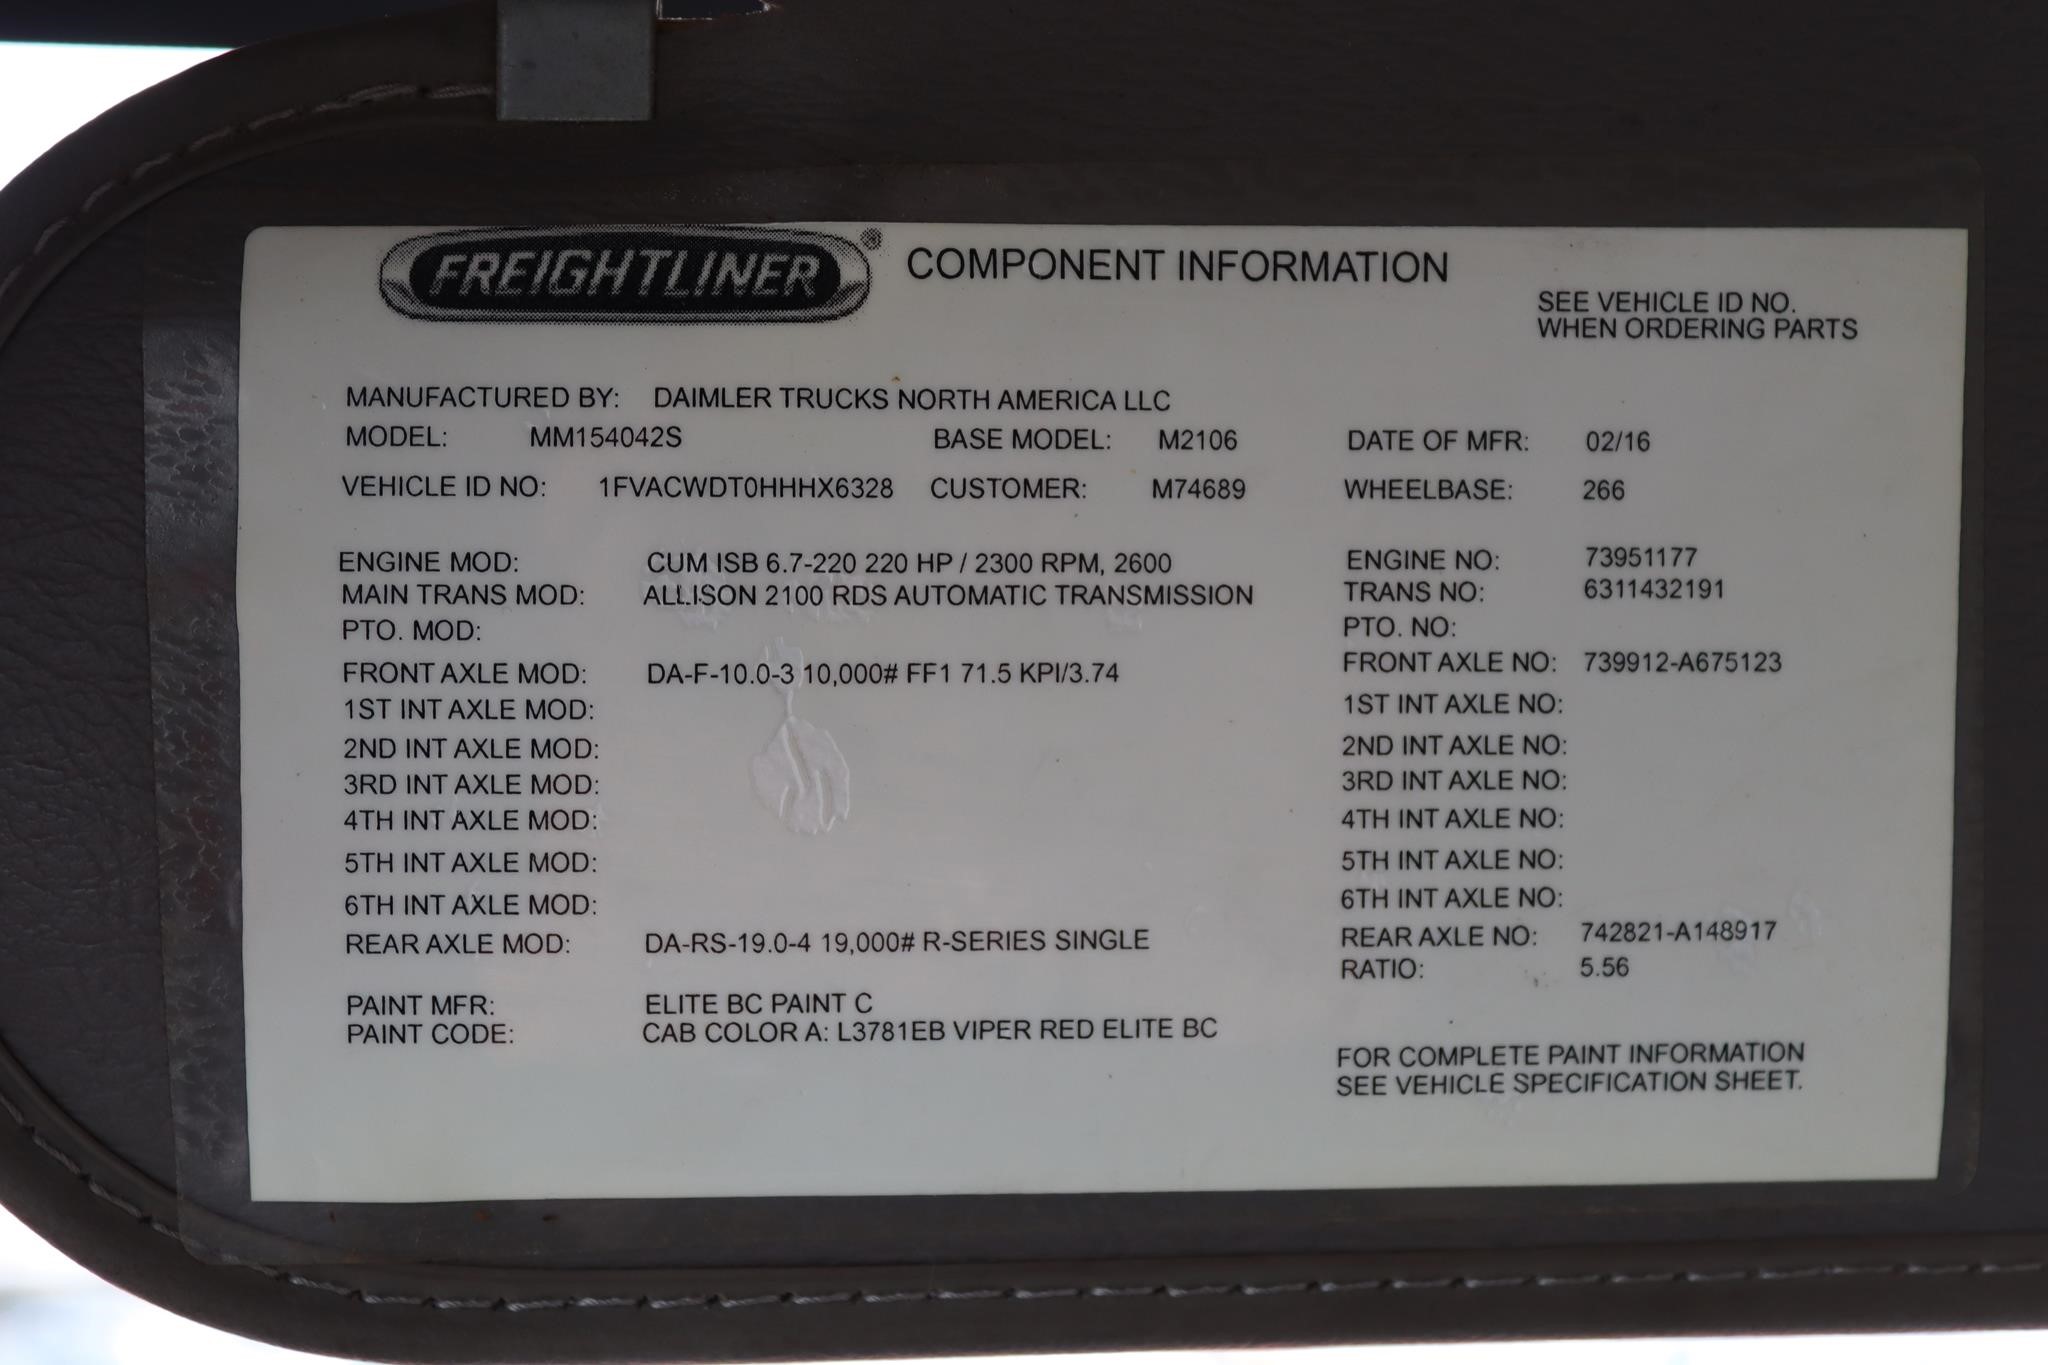 FREIGHTLINER® COMPONENT INFORMATION
SEE VEHICLE ID NO.
WHEN ORDERING PARTS
MANUFACTURED BY: DAIMLER TRUCKS NORTH AMERICA LLC
MODEL: MM154042S BASE MODEL: M2106 DATE OF MFR: 02/16
VEHICLE ID NO: 1FVACWDT0HHHX6328 CUSTOMER: M74689 WHEELBASE: 266
ENGINE MOD: CUM ISB 6.7-220 220 HP / 2300 RPM, 2600 ENGINE NO: 73951177
MAIN TRANS MOD: ALLISON 2100 RDS AUTOMATIC TRANSMISSION TRANS NO: 6311432191
PTO. MOD: PTO. NO:
FRONT AXLE MOD: DA-F-10.0-3 10,000# FF1 71.5 KPI/3.74 FRONT AXLE NO: 739912-A675123
1ST INT AXLE MOD: 1ST INT AXLE NO:
2ND INT AXLE MOD: 2ND INT AXLE NO:
3RD INT AXLE MOD: 3RD INT AXLE NO:
4TH INT AXLE MOD: 4TH INT AXLE NO:
5TH INT AXLE MOD: 5TH INT AXLE NO:
6TH INT AXLE MOD: 6TH INT AXLE NO:
REAR AXLE MOD: DA-RS-19.0-4 19,000# R-SERIES SINGLE REAR AXLE NO: 742821-A148917
RATIO: 5.56
PAINT MFR: ELITE BC PAINT C
PAINT CODE: CAB COLOR A: L3781EB VIPER RED ELITE BC
FOR COMPLETE PAINT INFORMATION
SEE VEHICLE SPECIFICATION SHEET.